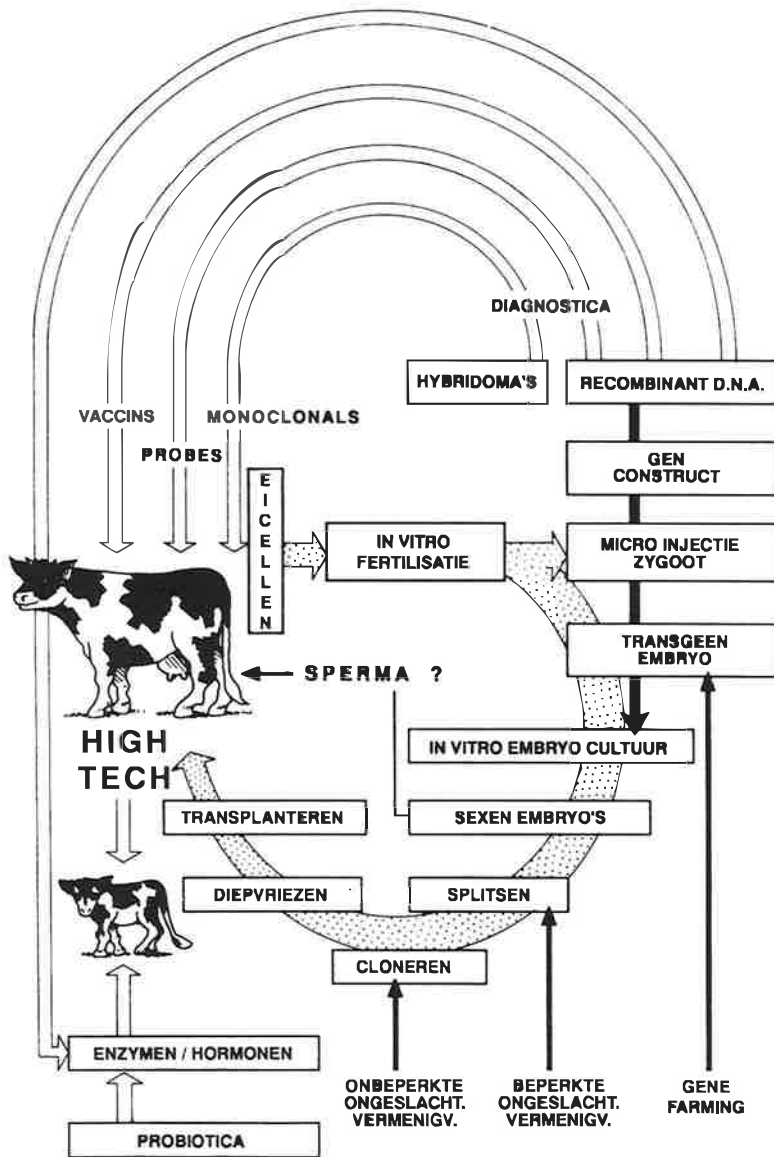 DIAGNOSTICA
HYBRIDOMA'S
RECOMBINANT D.N.A.
VACCINS
MONOCLONALS
PROBES
GEN
CONSTRUCT
EICELLEN
IN VITRO
FERTILISATIE
MICRO INJECTIE
ZYGOOT
TRANSGEEN
EMBRYO
SPERMA ?
HIGH
TECH
IN VITRO EMBRYO CULTUUR
TRANSPLANTEREN
SEXEN EMBRYO'S
DIEPVRIEZEN
SPLITSEN
CLONEREN
ENZYMEN / HORMONEN
ONBEPERKTE
ONGESLACHT.
VERMENIGV.
BEPERKTE
ONGESLACHT.
VERMENIGV.
GENE
FARMING
PROBIOTICA